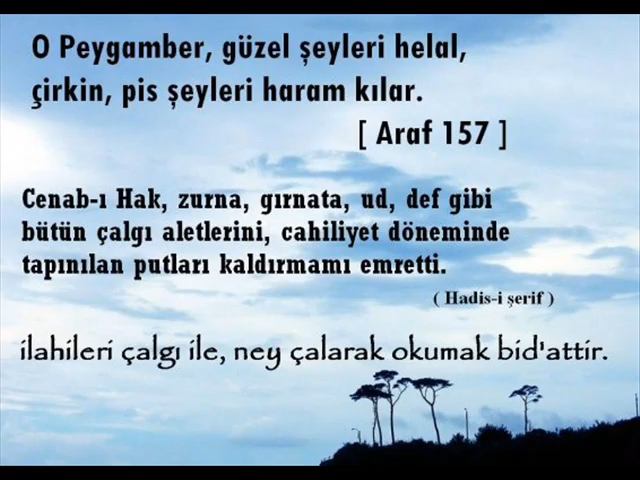 O Peygamber, güzel şeyleri helal,
çirkin, pis şeyleri haram kılar.
[ Araf 157 ]
Cenab-ı Hak, zurna, gırnata, ud, def gibi
bütün çalgı aletlerini, cahiliyet döneminde
tapınılan putları kaldırmamı emretti.
( Hadis-i şerif )
ilahileri çalgı ile, ney çalarak okumak bid'attir.